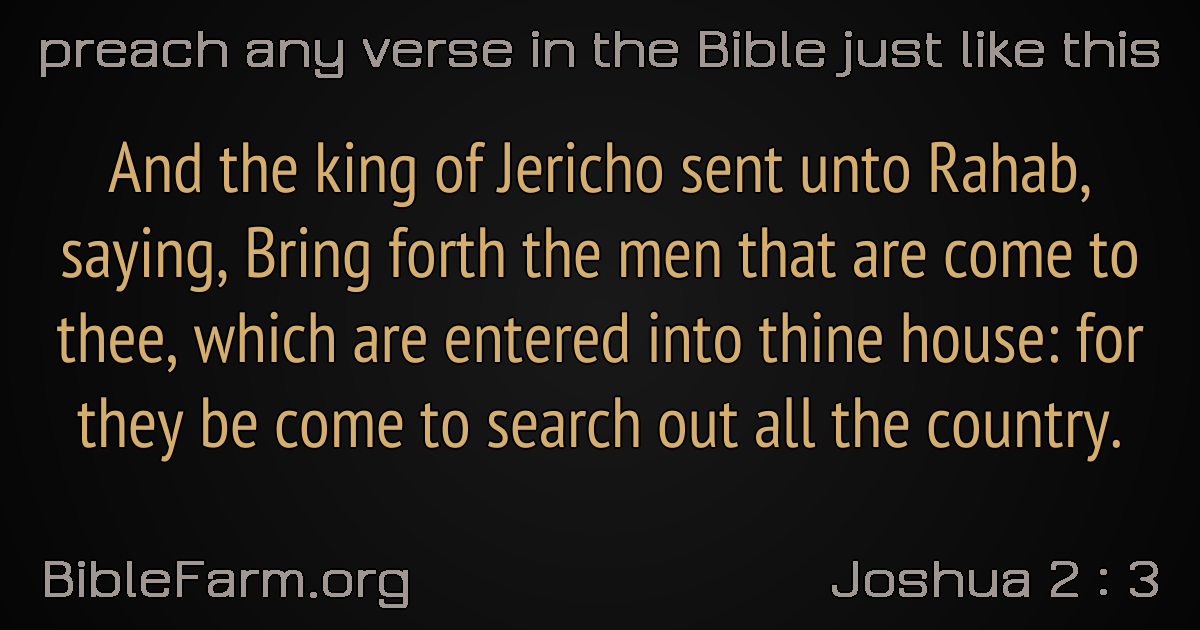 preach any verse in the Bible just like this
And the king of Jericho sent unto Rahab,
saying, Bring forth the men that are come to
thee, which are entered into thine house: for
they be come to search out all the country.
BibleFarm.org
Joshua 2 : 3